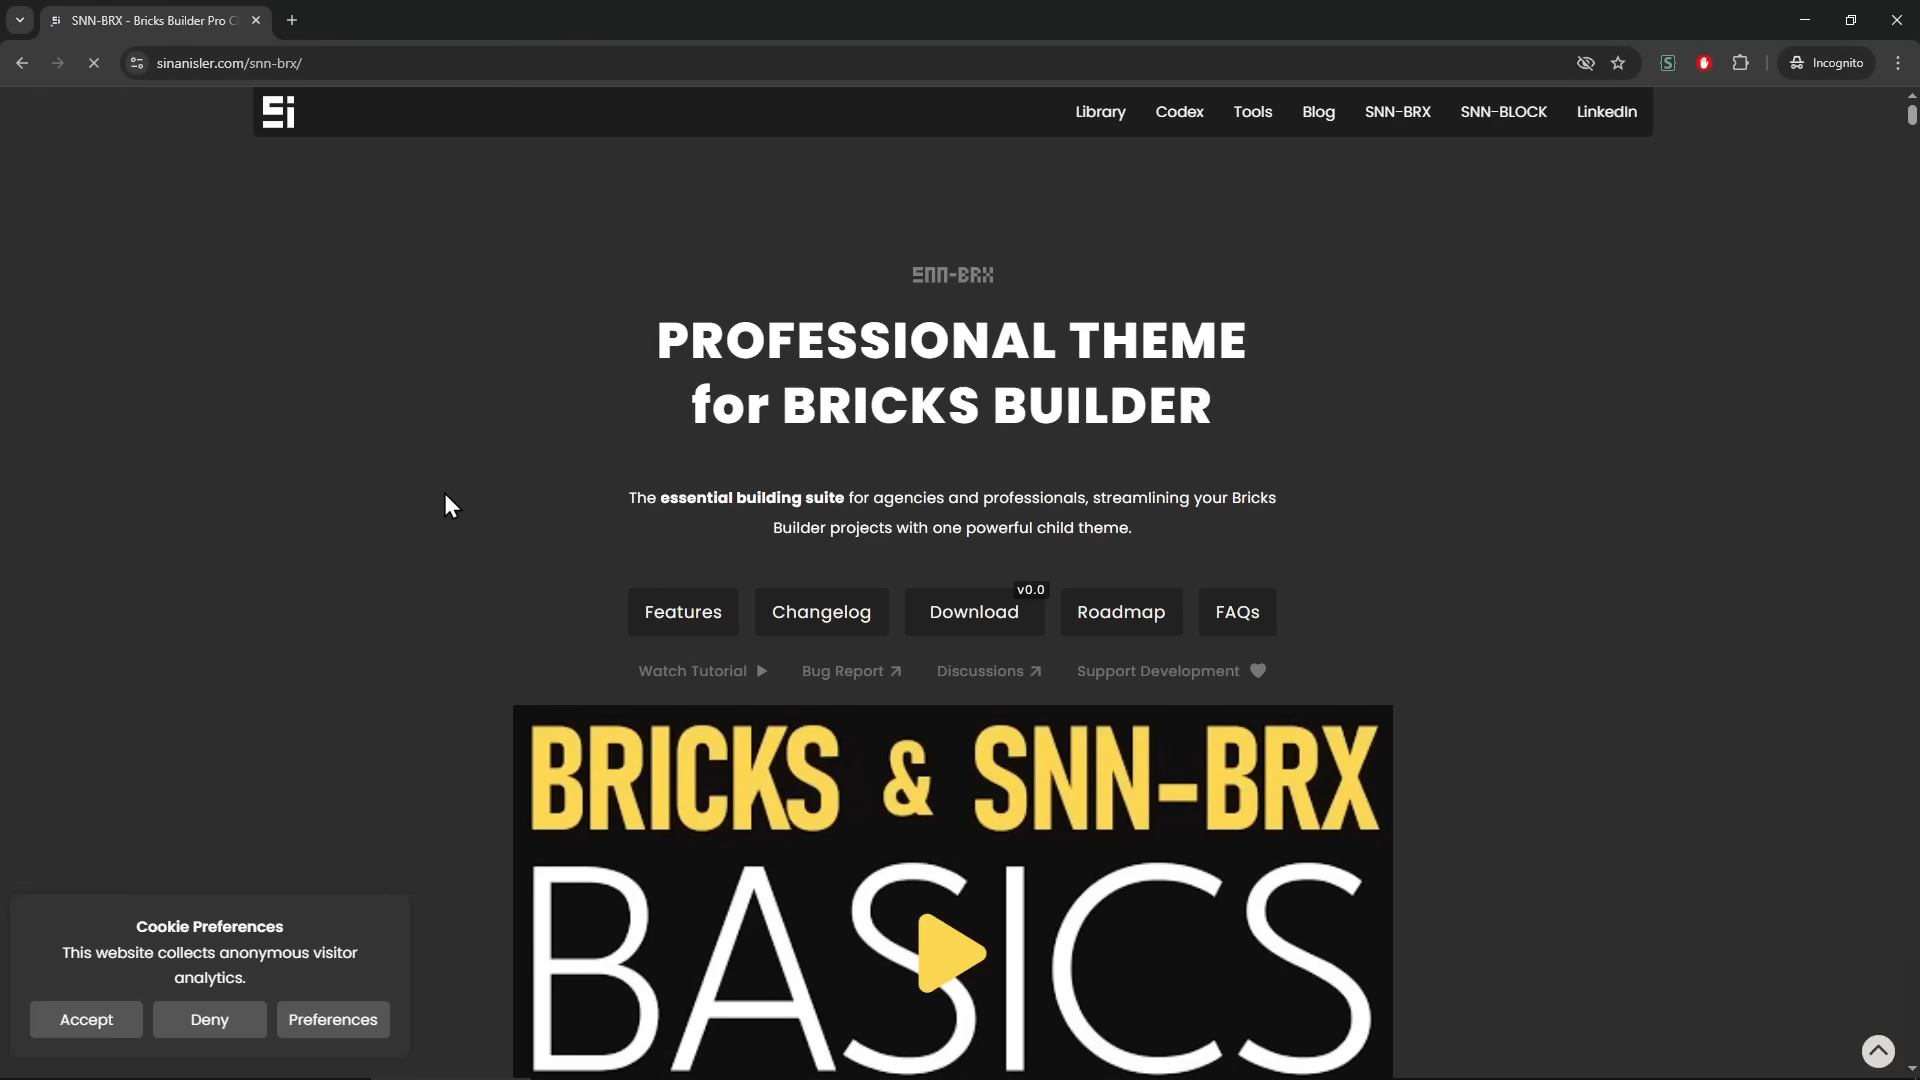 SNN-BRX - Bricks Builder Pro C
sinanisler.com/snn-brx/
Incognito
Si
Library
Codex
Tools
Blog
SNN-BRX
SNN-BLOCK
LinkedIn
SNN-BRX
PROFESSIONAL THEME
for BRICKS BUILDER
The essential building suite for agencies and professionals, streamlining your Bricks
Builder projects with one powerful child theme.
v0.0
Features
Changelog
Download
Roadmap
FAQs
Watch Tutorial
Bug Report
Discussions
Support Development
BRICKS & SNN-BRX
BASICS
Cookie Preferences
This website collects anonymous visitor
analytics.
Accept
Deny
Preferences